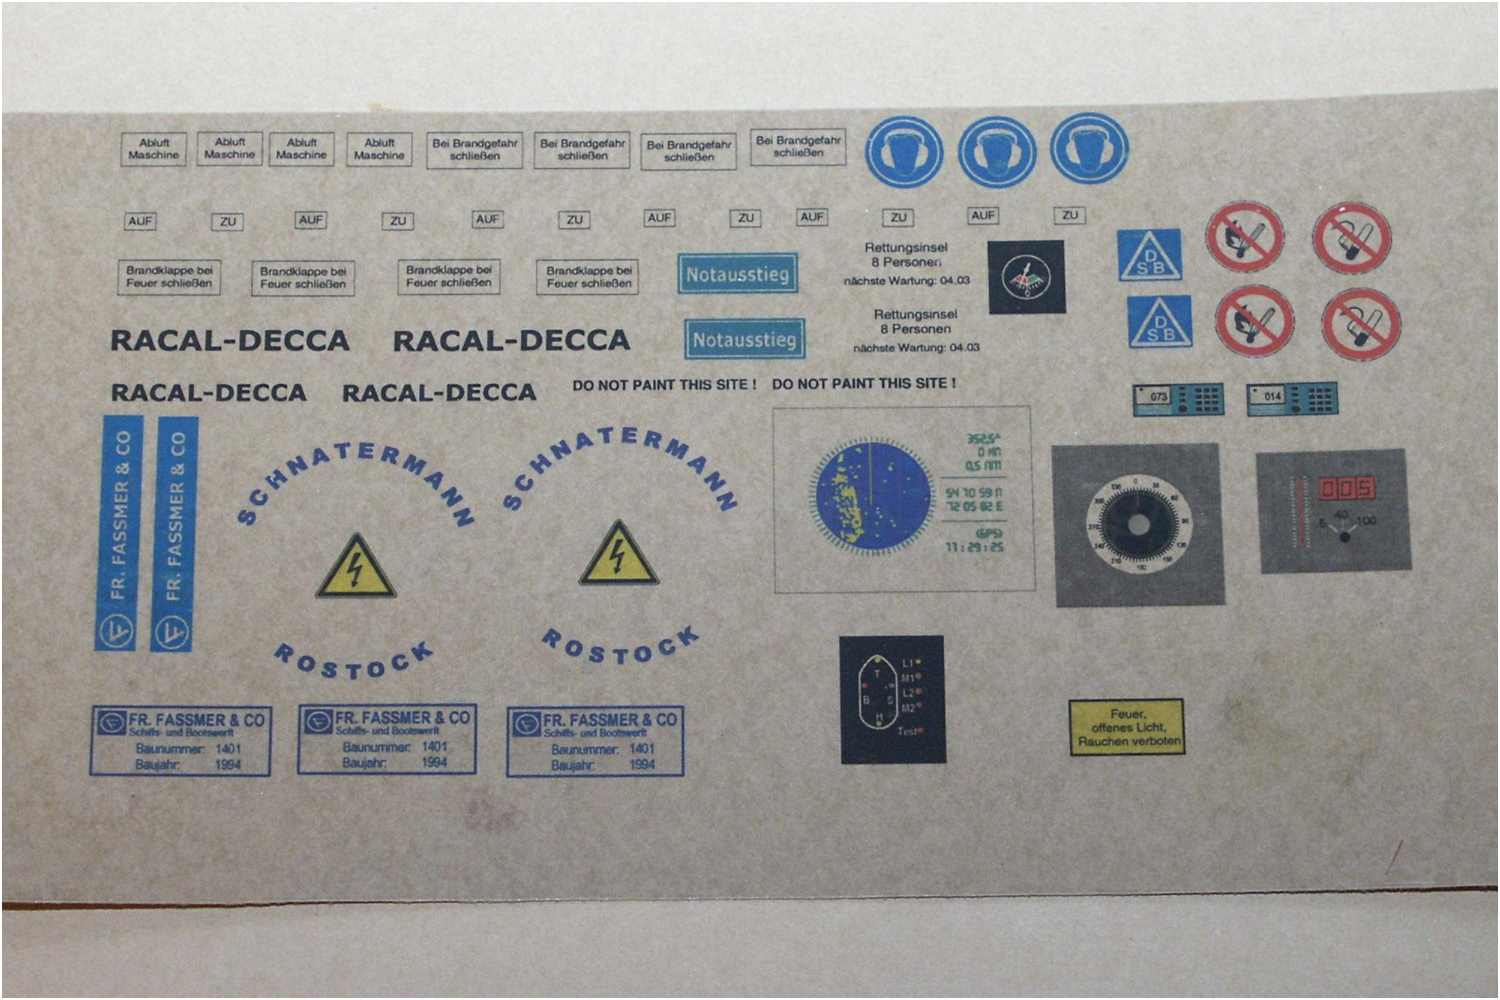 Abluft
Maschine
Abluft
Maschine
Abluft
Maschine
Abluft
Maschine
Bei Brandgefahr
schließen
Bei Brandgefahr
schließen
Bei Brandgefahr
schließen
Bei Brandgefahr
schließen
AUF
ZU
AUF
ZU
AUF
ZU
AUF
ZU
AUF
ZU
AUF
ZU
Brandklappe bei
Feuer schließen
Brandklappe bei
Feuer schließen
Brandklappe bei
Feuer schließen
Brandklappe bei
Feuer schließen
Notausstieg
Rettungsinsel
8 Personen
nächste Wartung: 04.03
D
SB
RACAL-DECCA
RACAL-DECCA
Notausstieg
Rettungsinsel
8 Personen
nächste Wartung: 04.03
D
SB
RACAL-DECCA
RACAL-DECCA
DO NOT PAINT THIS SITE !
DO NOT PAINT THIS SITE !
073
014
FR. FASSMER & CO
FR. FASSMER & CO
SCHNATERMANN
ROSTOCK
SCHNATERMANN
ROSTOCK
352,5°
0,5 NM
54 70 59 N
72 05 82 E
(GPS)
11:29:25
005
40
100
FR. FASSMER & CO
Schiffs- und Bootswerft
Baunummer: 1401
Baujahr: 1994
FR. FASSMER & CO
Schiffs- und Bootswerft
Baunummer: 1401
Baujahr: 1994
FR. FASSMER & CO
Schiffs- und Bootswerft
Baunummer: 1401
Baujahr: 1994
T
B
S
H
L1
M1
L2
M2
Test
Feuer,
offenes Licht,
Rauchen verboten